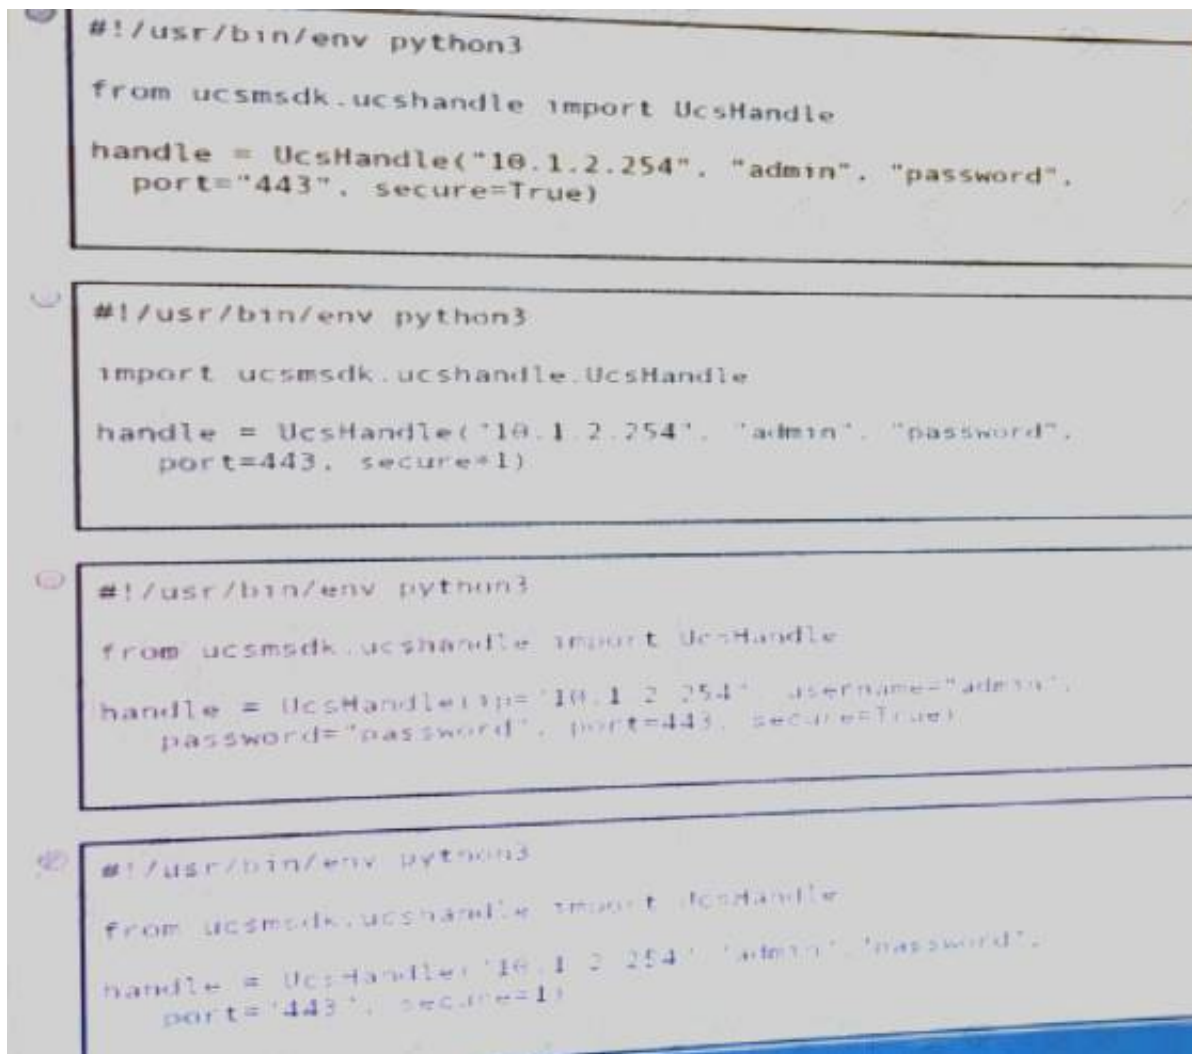 #!/usr/bin/env python3
from ucsmsdk.ucshandle import UcsHandle
handle = UcsHandle("10.1.2.254", "admin", "password",
port="443", secure=True)
#!/usr/bin/env python3
import ucsmsdk.ucshandle.UcsHandle
handle = UcsHandle("10.1.2.254", "admin", "password",
port=443, secure=1)
#!/usr/bin/env python3
from ucsmsdk.ucshandle import UcsHandle
handle = UcsHandle(ip="10.1.2.254", username="admin",
password="password", port=443, secure=True)
#!/usr/bin/env python3
from ucsmsdk.ucshandle import UcsHandle
handle = UcsHandle("10.1.2.254" "admin", "password",
port="443", secure=1)